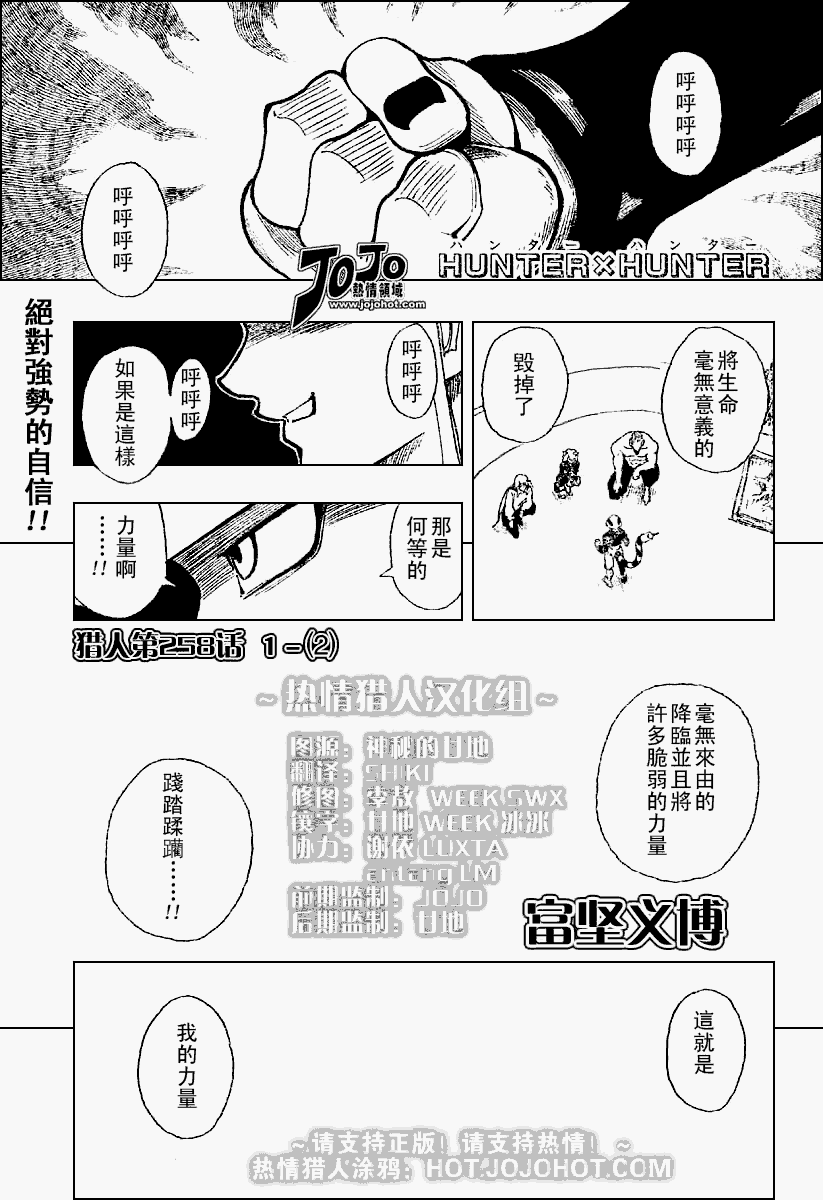 呼呼呼呼
呼呼呼呼
JOJO
熱情領域
www.jojohot.com
ハンター ハンター
HUNTER×HUNTER
絕對強勢的自信!!
將生命
毫無意義的
毀掉了
呼呼呼
呼呼呼
如果是這樣
那是
何等的
力量啊
……!!
猎人第258话 1-(2)
~热情猎人汉化组~
图源：神秘的甘地
翻译：SHIKI
修图：李敖 WEEK SWX
镶字：甘地 WEEK 冰冰
协力：谢依 LUXTA
antung LM
前期监制：JOJO
后期监制：甘地
毫無來由的
降臨並且將
許多脆弱的力量
踐踏蹂躪……!!
富坚义博
這就是
我的力量
~请支持正版！请支持热情！~
热情猎人涂鸦：HOT.JOJOHOT.COM